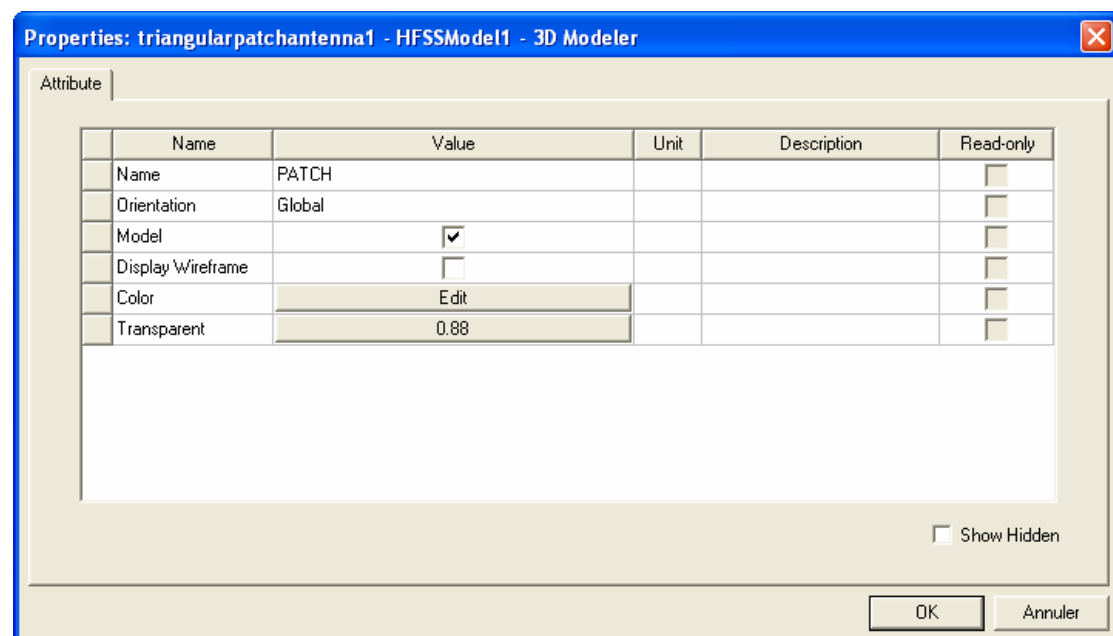 Properties: triangularpatchantenna1 - HFSSModel1 - 3D Modeler
Attribute
Name Value Unit Description Read-only
Name PATCH
Orientation Global
Model
Display Wireframe
Color Edit
Transparent 0.88
Show Hidden
OK Annuler